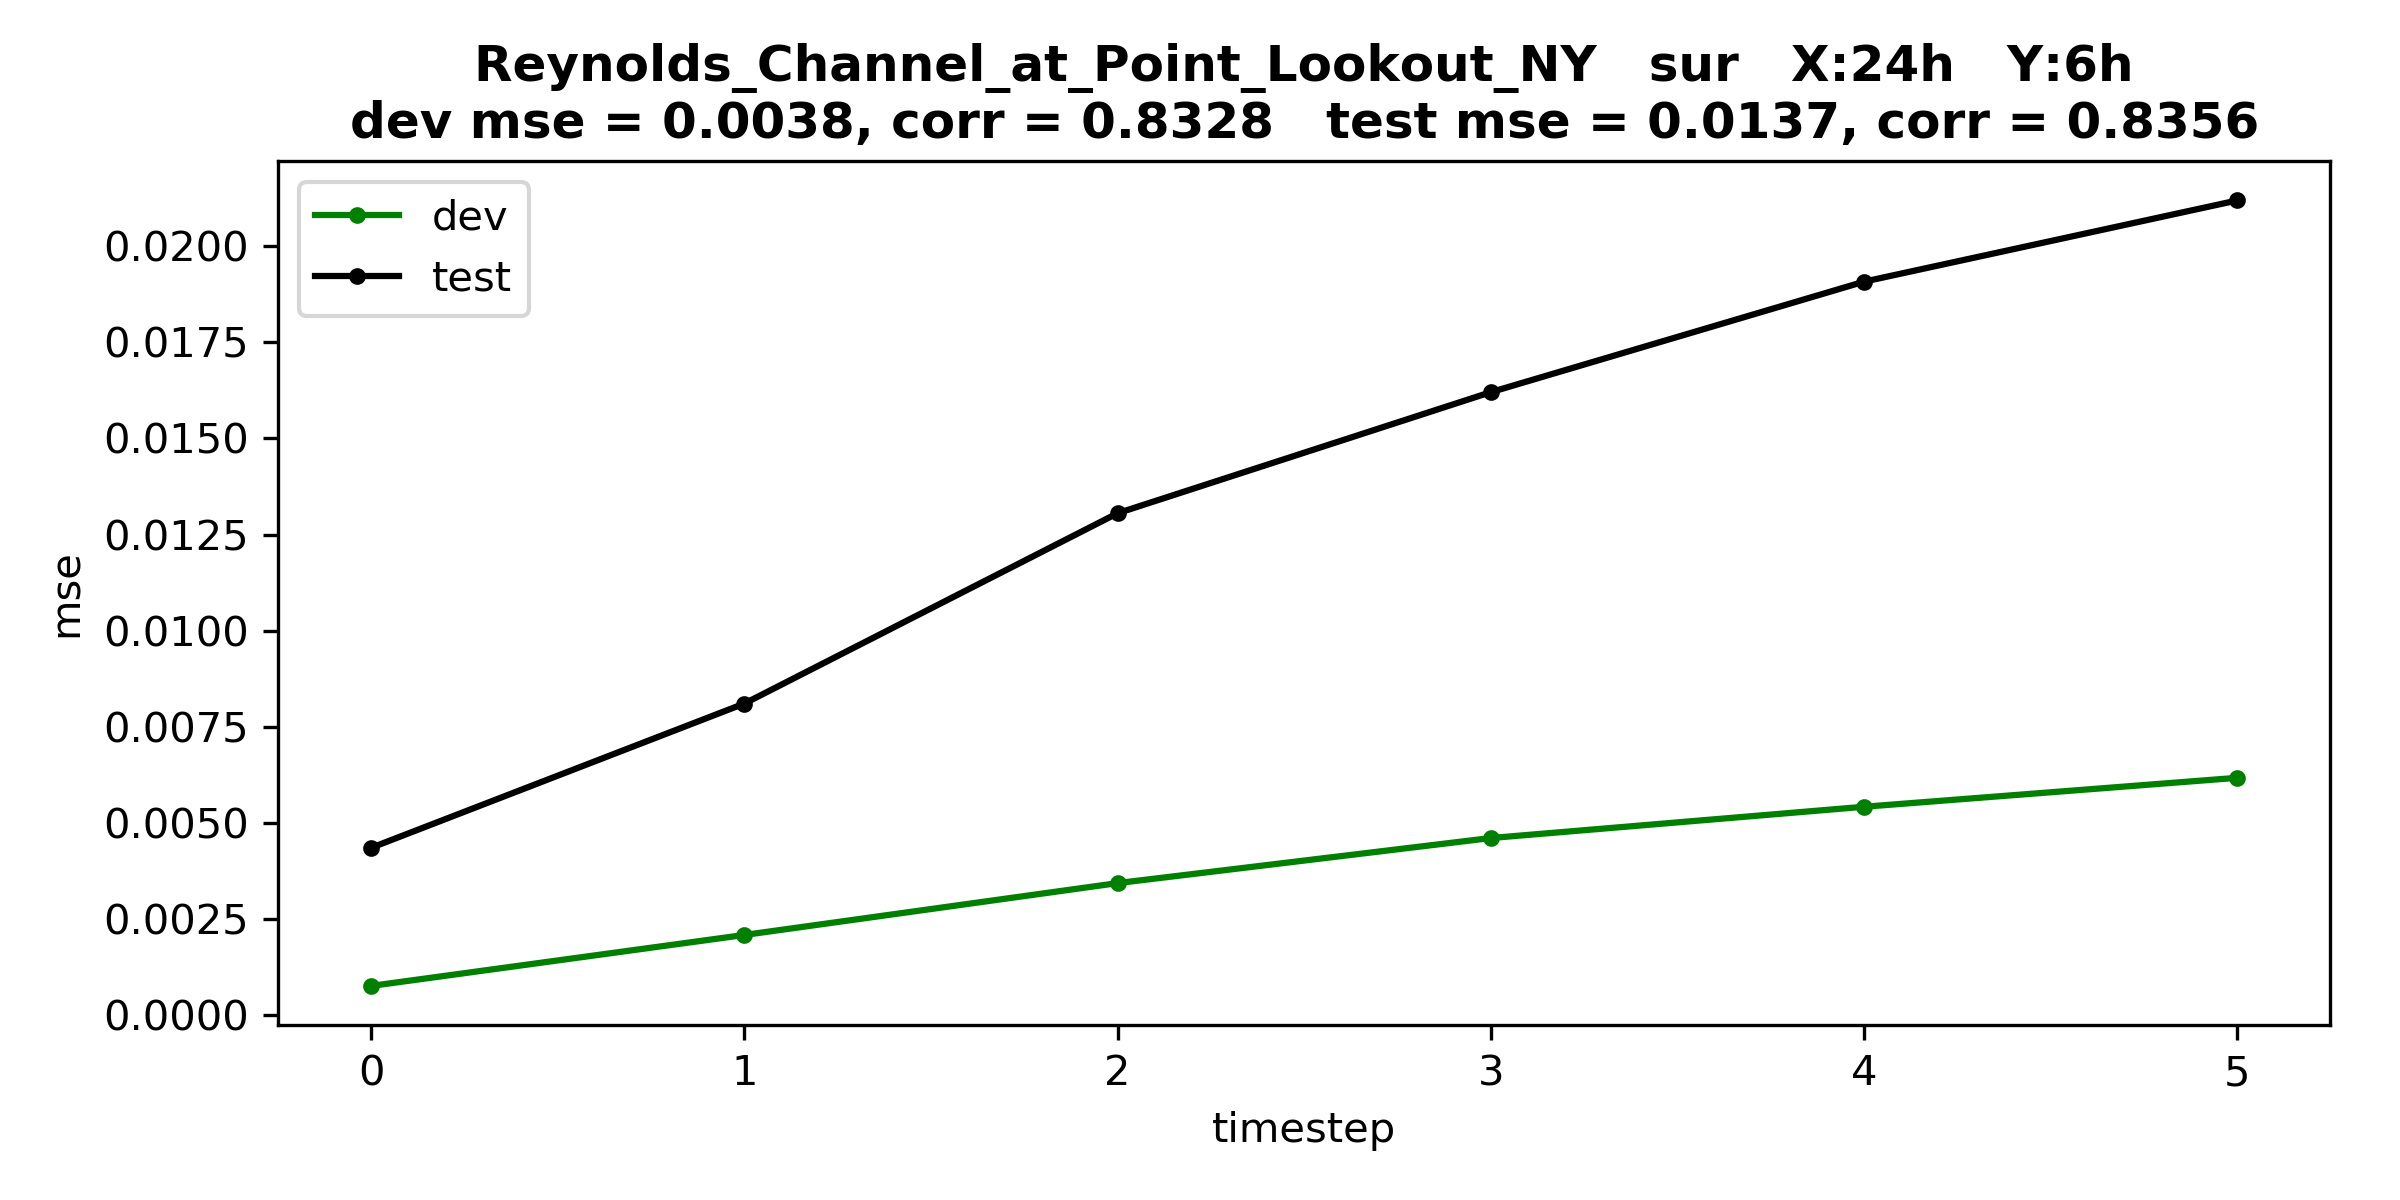 Reynolds_Channel_at_Point_Lookout_NY   sur   X:24h   Y:6h
dev mse = 0.0038, corr = 0.8328   test mse = 0.0137, corr = 0.8356
dev
test
0.0200
0.0175
0.0150
0.0125
0.0100
0.0075
0.0050
0.0025
0.0000
mse
0 1 2 3 4 5
timestep